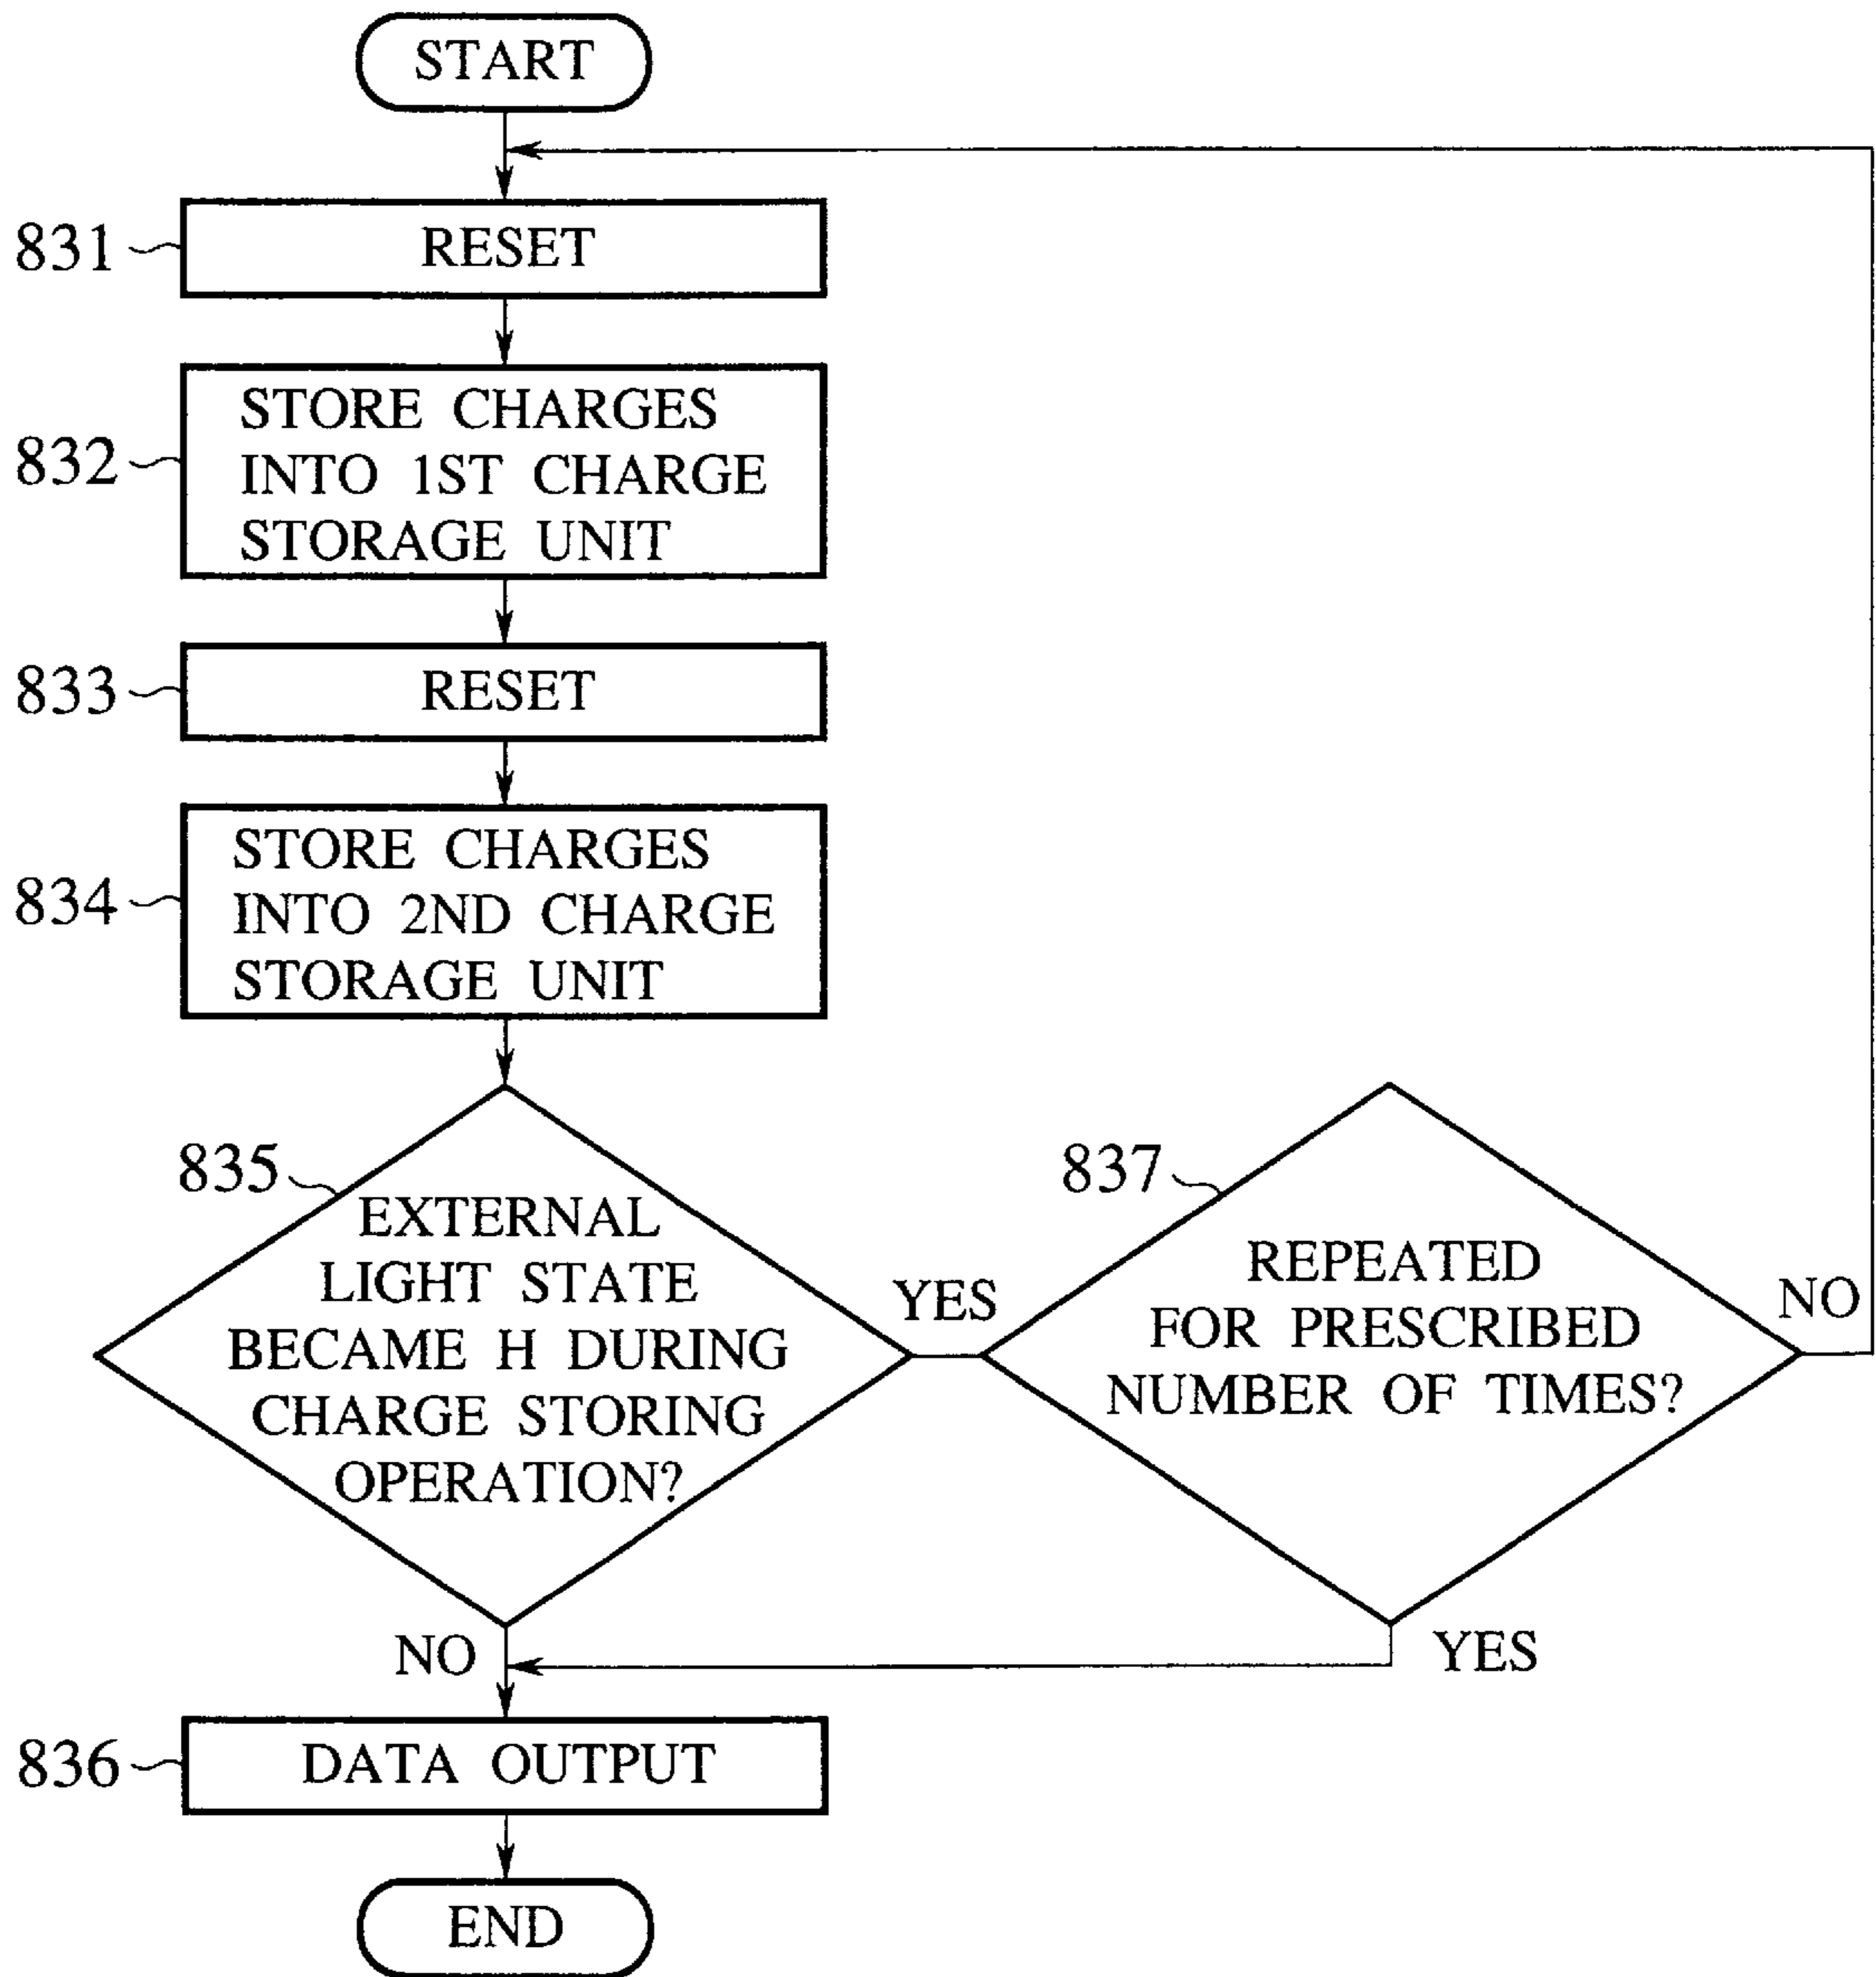 START
831
RESET
832
STORE CHARGES
INTO 1ST CHARGE
STORAGE UNIT
833
RESET
834
STORE CHARGES
INTO 2ND CHARGE
STORAGE UNIT
835
EXTERNAL
LIGHT STATE
BECAME H DURING
CHARGE STORING
OPERATION?
YES
NO
837
REPEATED
FOR PRESCRIBED
NUMBER OF TIMES?
NO
YES
836
DATA OUTPUT
END